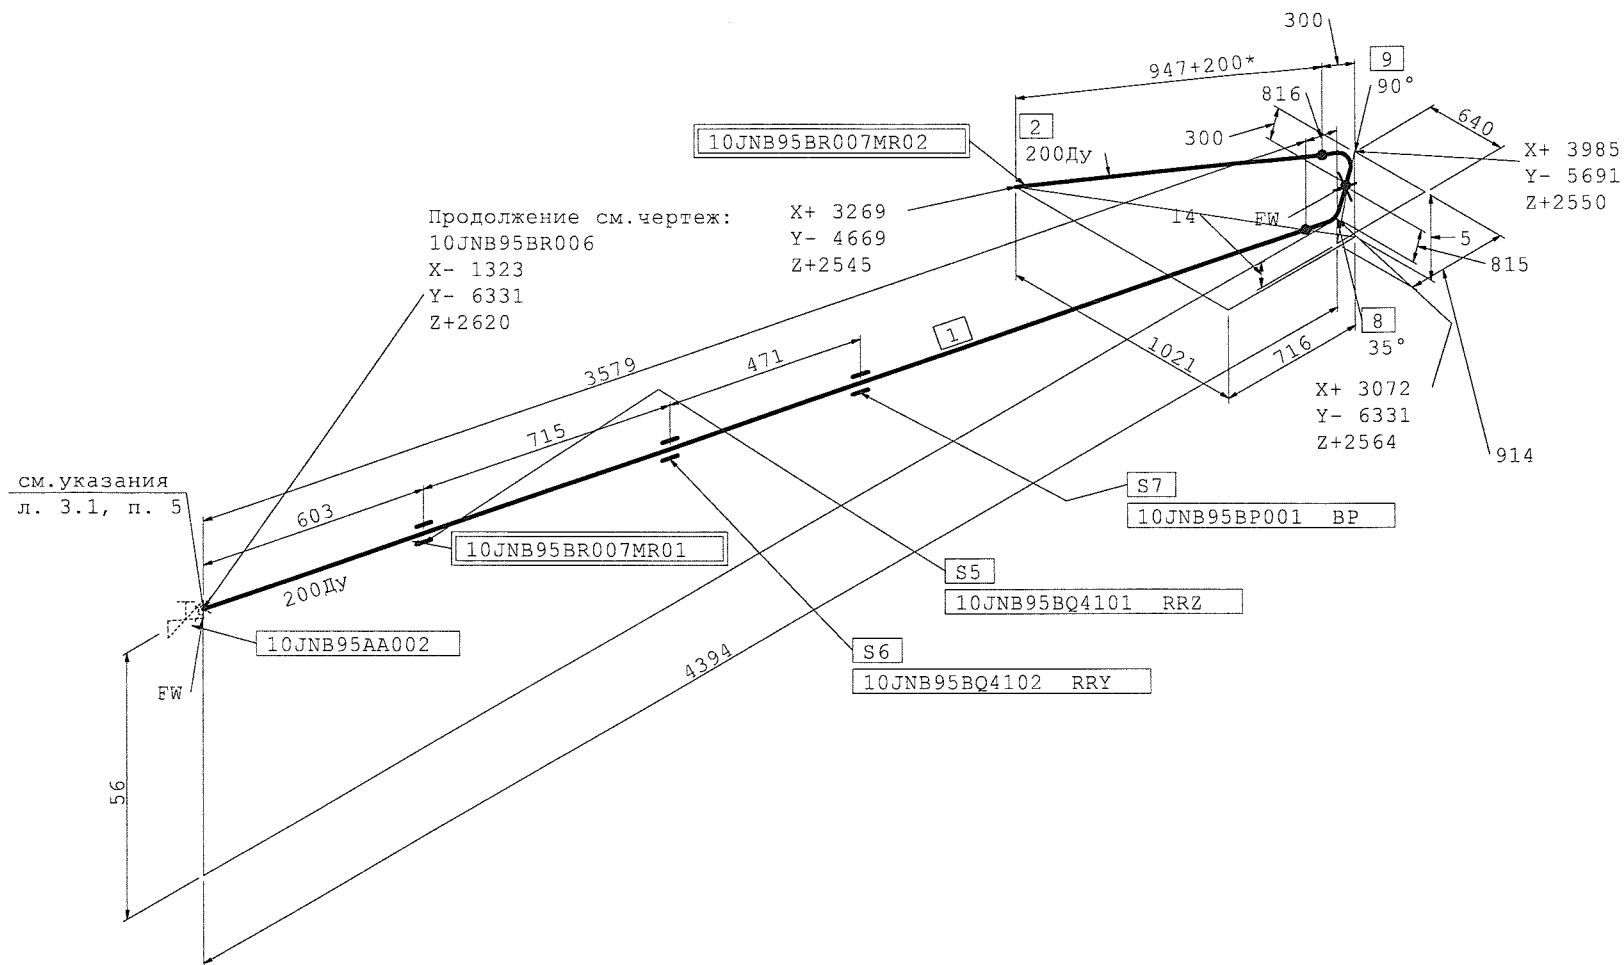 300
947+200*
9
90°
816
640
2
300
10JNB95BR007MR02
200Ду
X+ 3985
Y- 5691
Z+2550
Продолжение см.чертеж:
10JNB95BR006
X- 1323
Y- 6331
Z+2620
X+ 3269
Y- 4669
Z+2545
14
FW
5
815
8
35°
1
1021
716
3579
471
X+ 3072
Y- 6331
Z+2564
715
914
см.указания
л. 3.1, п. 5
603
S7
10JNB95BP001 BP
10JNB95BR007MR01
S5
10JNB95BQ4101 RRZ
200Ду
10JNB95AA002
S6
10JNB95BQ4102 RRY
4394
FW
56